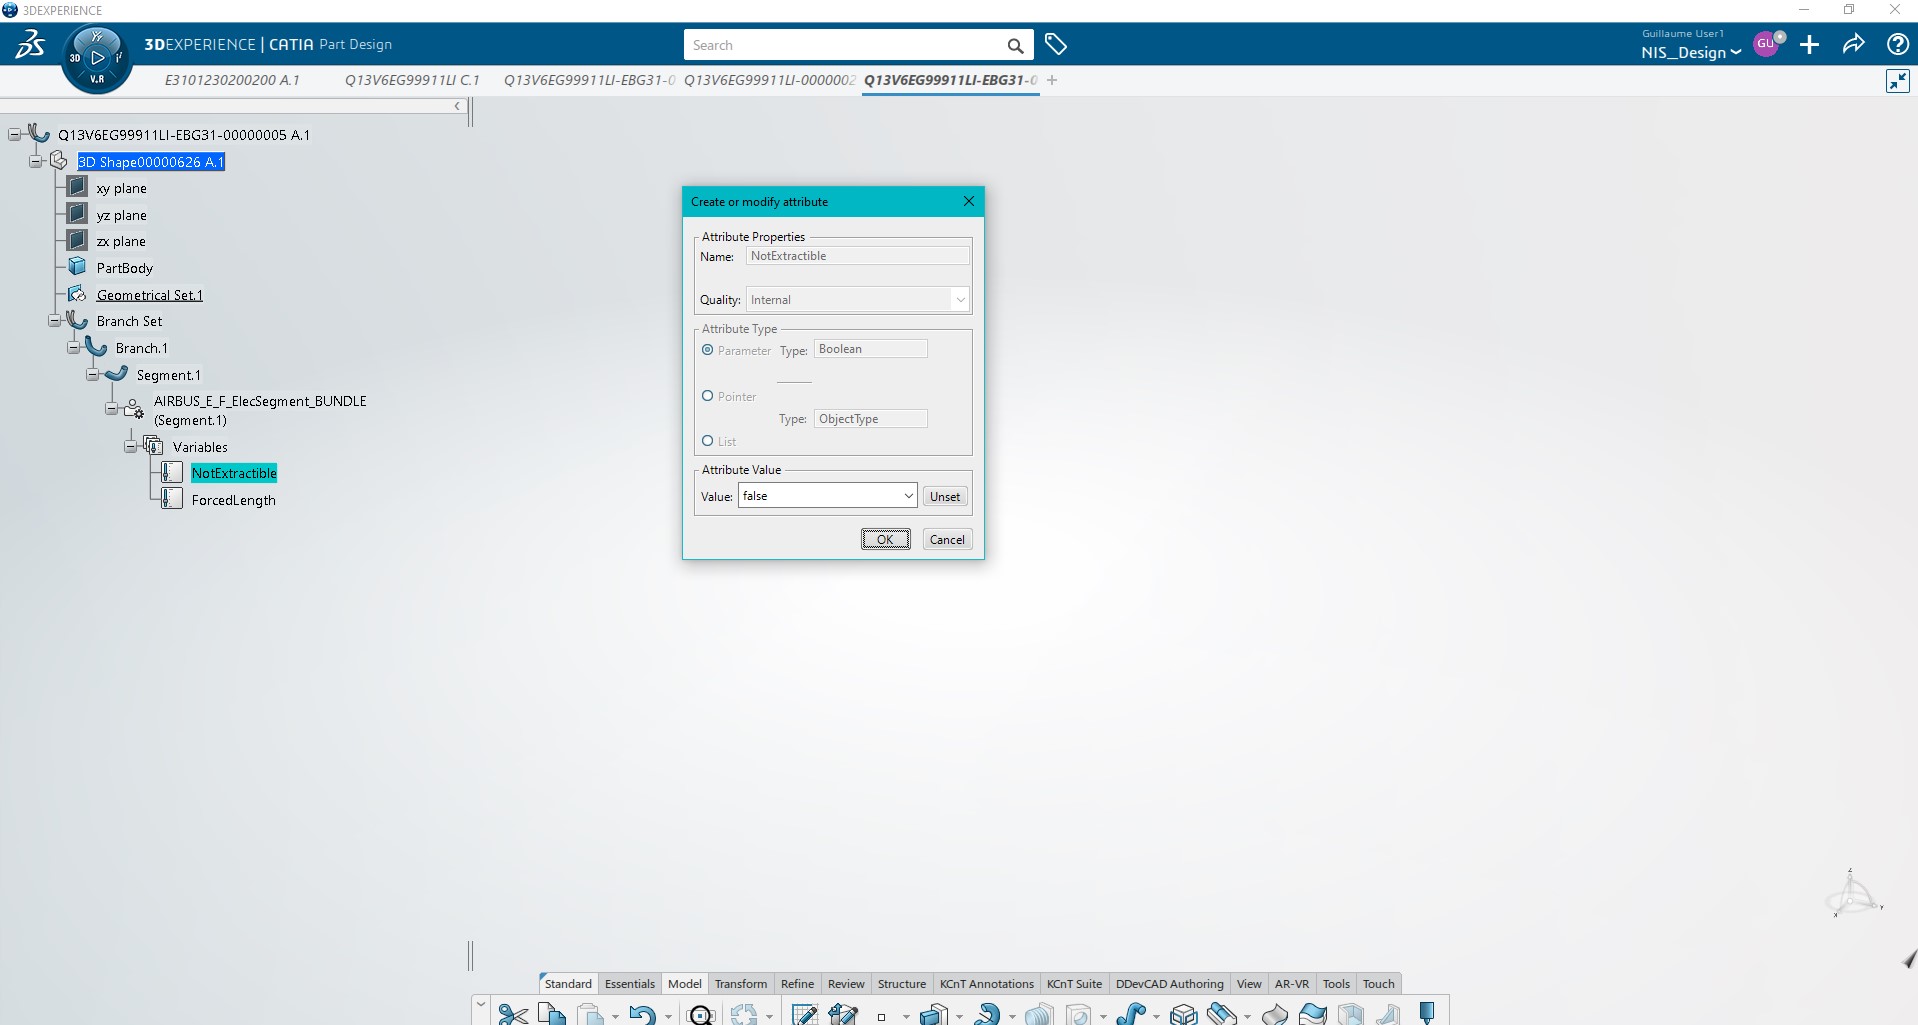 3DEXPERIENCE
3DEXPERIENCE | CATIA Part Design
3D
V.R
Search
Guillaume User1
NIS__Design
GU
E3101230200200 A.1
Q13V6EG99911LI C.1
Q13V6EG99911LI-EBG31-0
Q13V6EG99911LI-0000002
Q13V6EG99911LI-EBG31-0
Q13V6EG99911LI-EBG31-00000005 A.1
3D Shape00000626 A.1
xy plane
yz plane
zx plane
PartBody
Geometrical Set.1
Branch Set
Branch.1
Segment.1
AIRBUS_E_F_ElecSegment_BUNDLE
(Segment.1)
Variables
NotExtractible
ForcedLength
Create or modify attribute
Attribute Properties
Name: NotExtractible
Quality: Internal
Attribute Type
Parameter Type: Boolean
Pointer
Type: ObjectType
List
Attribute Value
Value: false Unset
OK Cancel
z
y
x
Standard Essentials Model Transform Refine Review Structure KCnT Annotations KCnT Suite DDevCAD Authoring View AR-VR Tools Touch